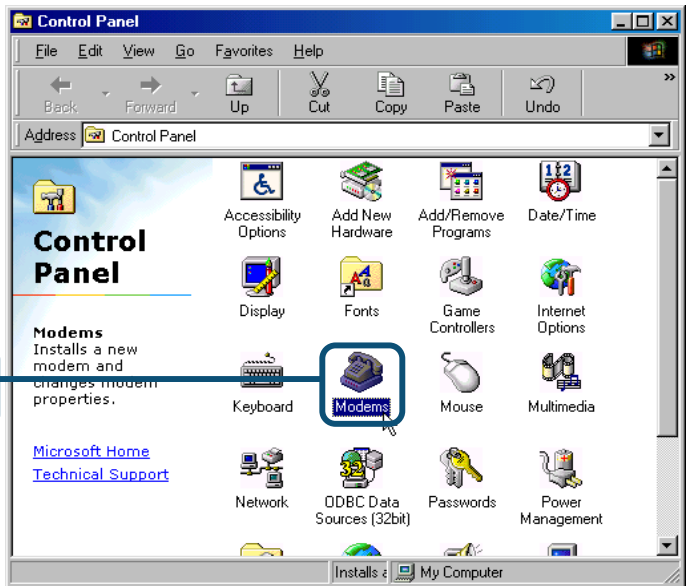 Control Panel
File Edit View Go Favorites Help
Back Forward Up Cut Copy Paste Undo »
Address Control Panel
Control
Panel
Modems
Installs a new
modem and
changes modem
properties.
Microsoft Home
Technical Support
Accessibility
Options
Add New
Hardware
Add/Remove
Programs
Date/Time
Display
Fonts
Game
Controllers
Internet
Options
Keyboard
Modems
Mouse
Multimedia
Network
ODBC Data
Sources (32bit)
Passwords
Power
Management
Installs
My Computer